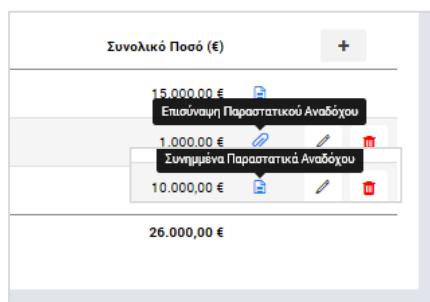 Συνολικό Ποσό (€) +
15.000,00 €
Επισύναψη Παραστατικού Αναδόχου
1.000,00 €
Συνημμένα Παραστατικά Αναδόχου
10.000,00 €
26.000,00 €